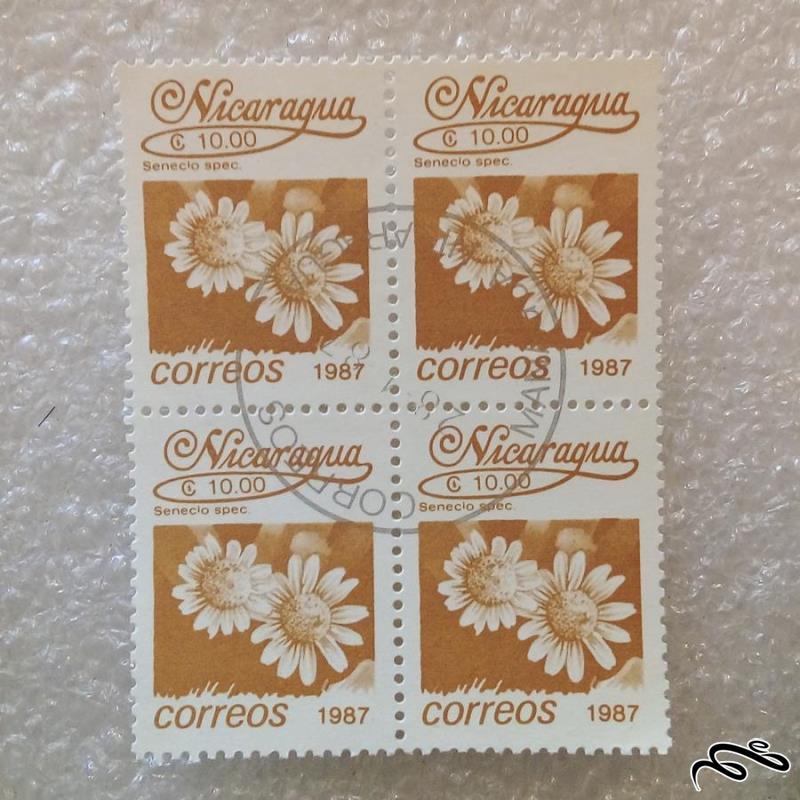 Nicaragua
₡ 10.00
Senecio spec.
correos 1987
Nicaragua
₡ 10.00
Senecio spec.
correos 1987
Nicaragua
₡ 10.00
Senecio spec.
correos 1987
Nicaragua
₡ 10.00
Senecio spec.
correos 1987
CORREOS